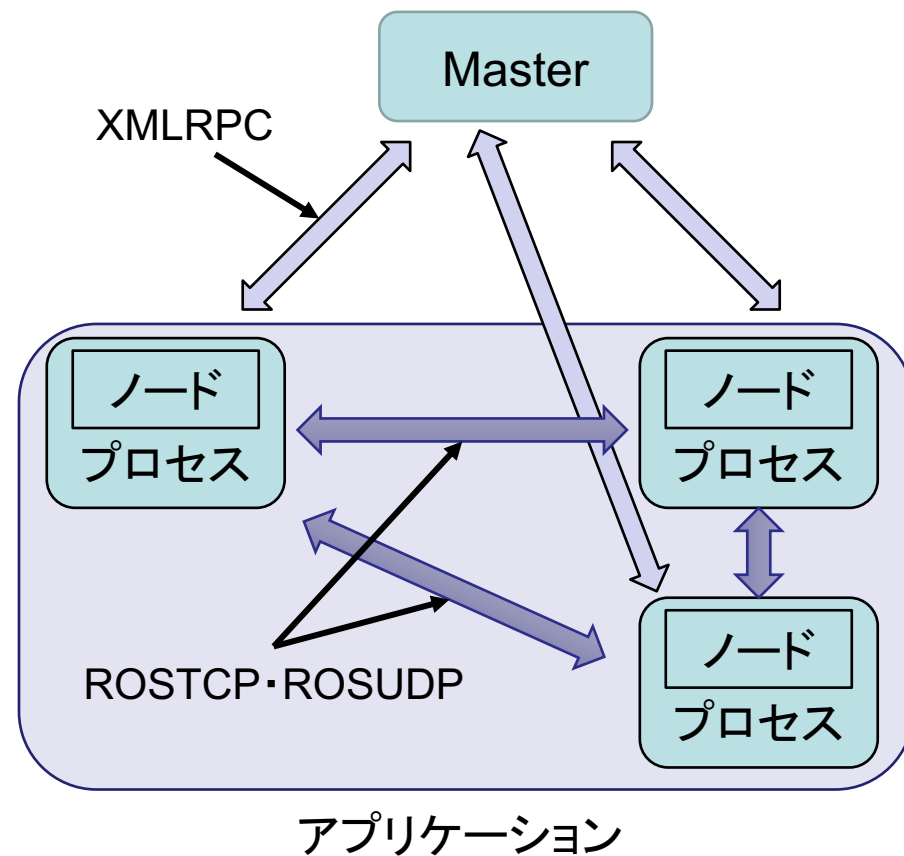 Master
XMLRPC
ノード
プロセス
ノード
プロセス
ROSTCP・ROSUDP
ノード
プロセス
アプリケーション